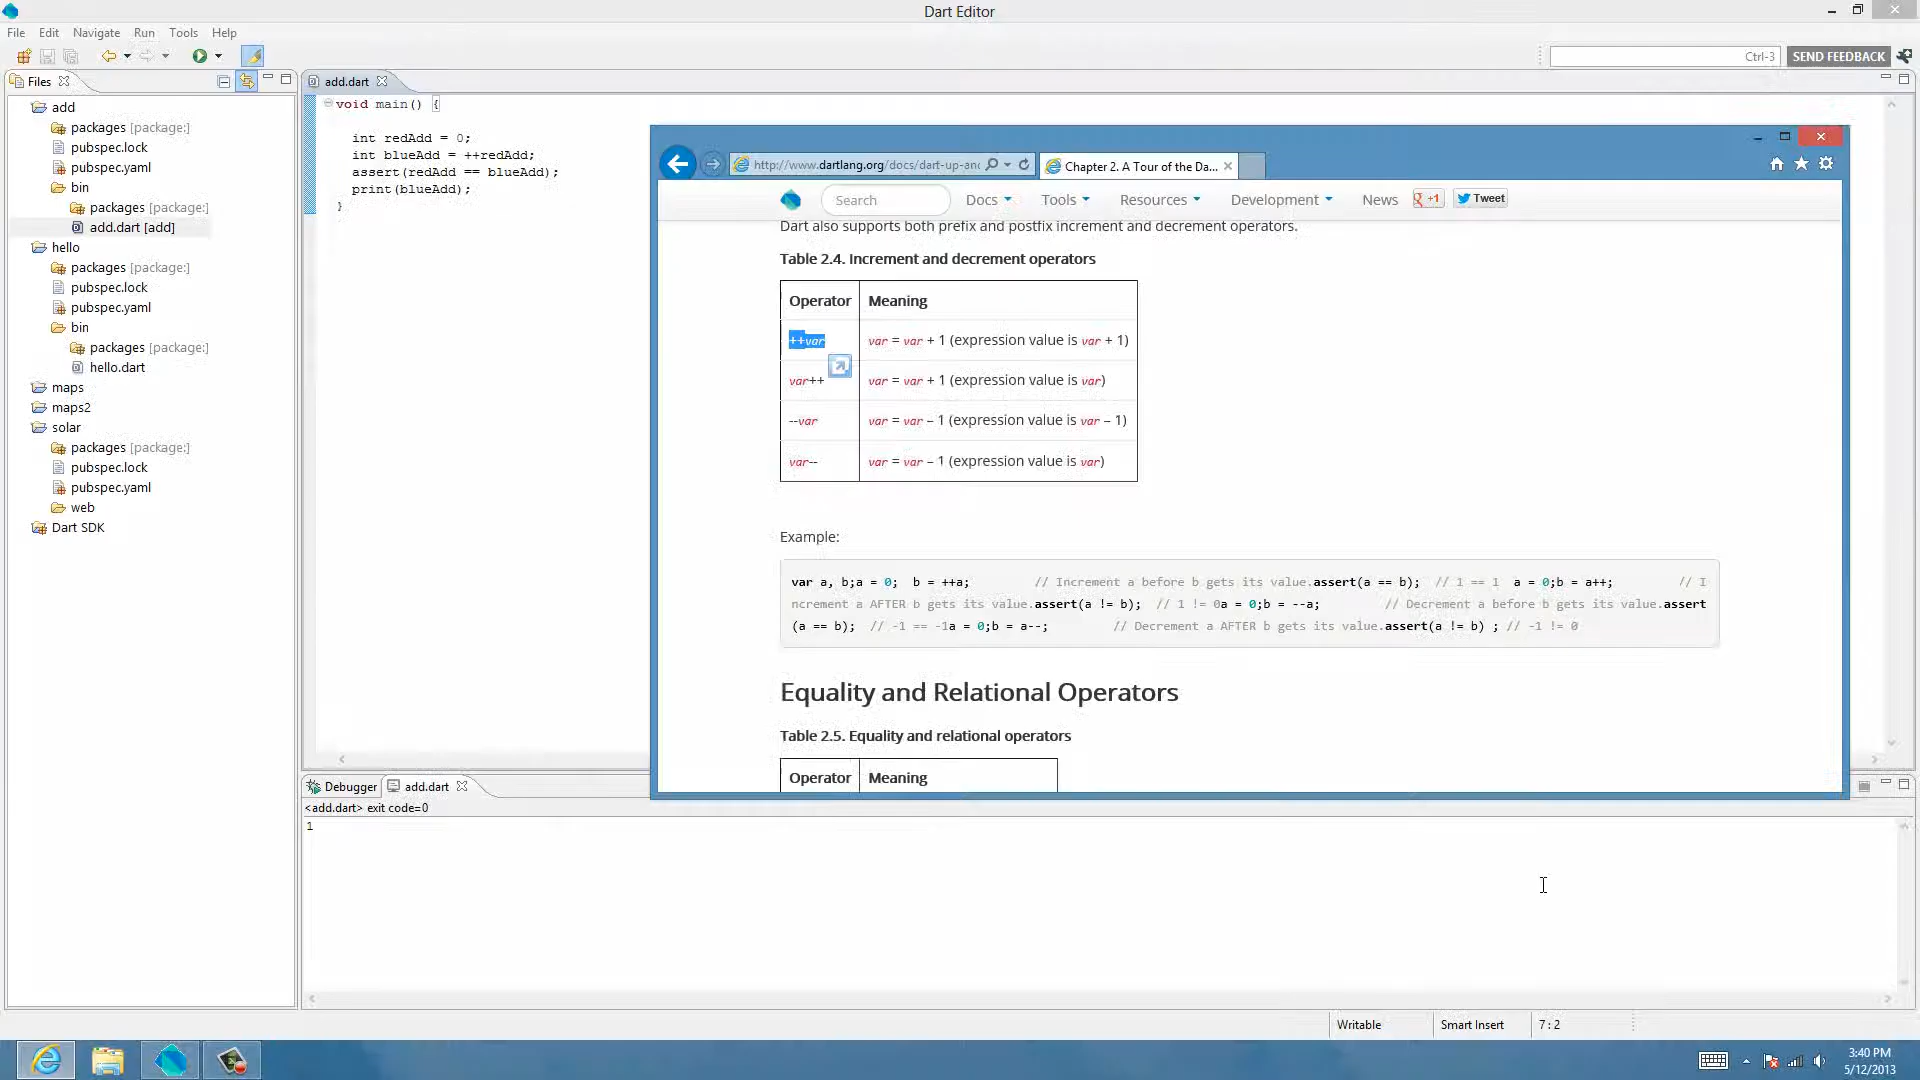 Dart Editor
File Edit Navigate Run Tools Help
Ctrl-3 SEND FEEDBACK
Files
add
packages [package:]
pubspec.lock
pubspec.yaml
bin
packages [package:]
add.dart [add]
hello
packages [package:]
pubspec.lock
pubspec.yaml
bin
packages [package:]
hello.dart
maps
maps2
solar
packages [package:]
pubspec.lock
pubspec.yaml
web
Dart SDK
add.dart
void main() {
int redAdd = 0;
int blueAdd = ++redAdd;
assert(redAdd == blueAdd);
print(blueAdd);
}
http://www.dartlang.org/docs/dart-up-an
Chapter 2. A Tour of the Da...
Search Docs Tools Resources Development News +1 Tweet
Dart also supports both prefix and postfix increment and decrement operators.
Table 2.4. Increment and decrement operators
Operator Meaning
++var var = var + 1 (expression value is var + 1)
var++ var = var + 1 (expression value is var)
--var var = var – 1 (expression value is var – 1)
var-- var = var – 1 (expression value is var)
Example:
var a, b;a = 0; b = ++a; // Increment a before b gets its value.assert(a == b); // 1 == 1 a = 0;b = a++; // I
ncrement a AFTER b gets its value.assert(a != b); // 1 != 0a = 0;b = --a; // Decrement a before b gets its value.assert
(a == b); // -1 == -1a = 0;b = a--; // Decrement a AFTER b gets its value.assert(a != b) ; // -1 != 0
Equality and Relational Operators
Table 2.5. Equality and relational operators
Operator Meaning
Debugger add.dart
<add.dart> exit code=0
1
Writable Smart Insert 7 : 2
3:40 PM
5/12/2013